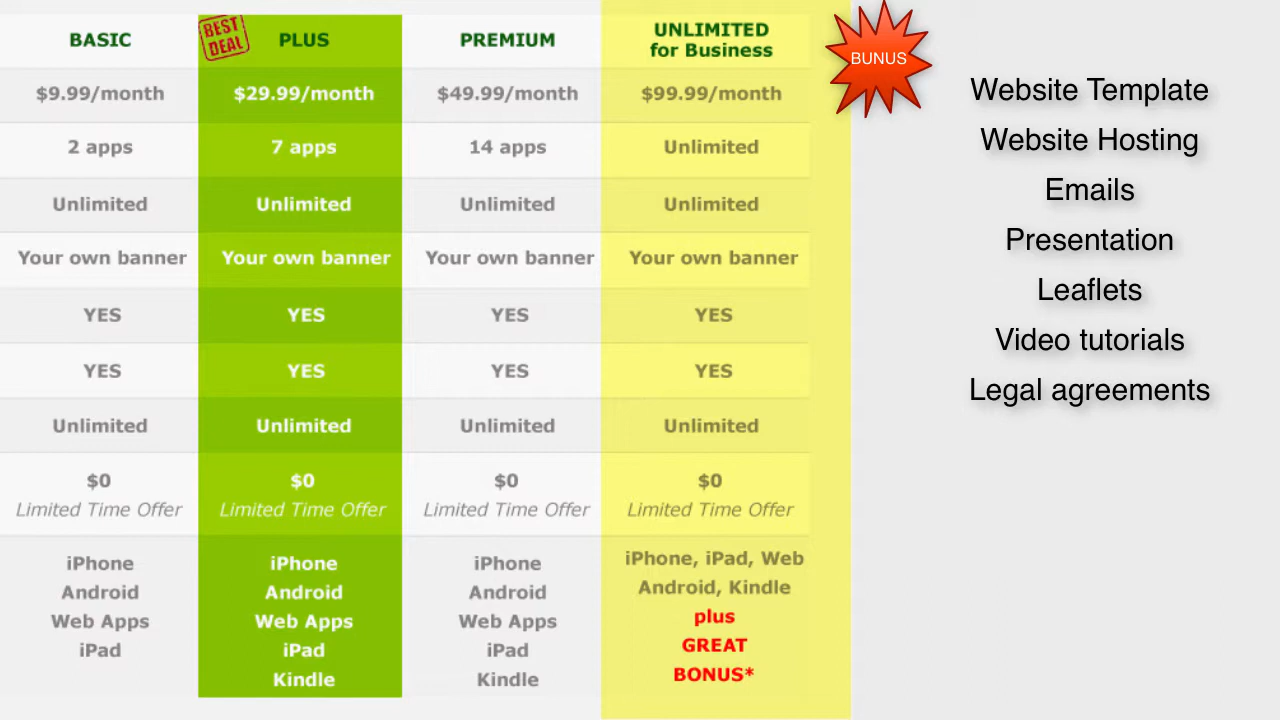 BASIC
BEST
DEAL
PLUS
PREMIUM
UNLIMITED
for Business
BUNUS
$9.99/month
$29.99/month
$49.99/month
$99.99/month
2 apps
7 apps
14 apps
Unlimited
Unlimited
Unlimited
Unlimited
Unlimited
Your own banner
Your own banner
Your own banner
Your own banner
YES
YES
YES
YES
YES
YES
YES
YES
Unlimited
Unlimited
Unlimited
Unlimited
$0
Limited Time Offer
$0
Limited Time Offer
$0
Limited Time Offer
$0
Limited Time Offer
iPhone
Android
Web Apps
iPad
iPhone
Android
Web Apps
iPad
Kindle
iPhone
Android
Web Apps
iPad
Kindle
iPhone, iPad, Web
Android, Kindle
plus
GREAT
BONUS*
Website Template
Website Hosting
Emails
Presentation
Leaflets
Video tutorials
Legal agreements